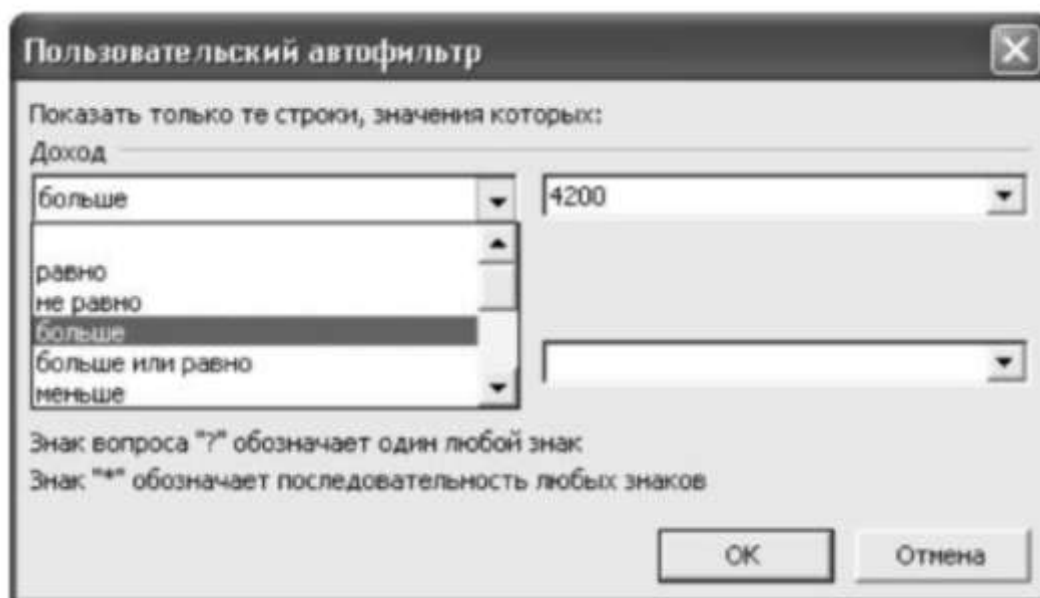 Пользовательский автофильтр
Показать только те строки, значения которых:
Доход
больше 4200
равно
не равно
больше
больше или равно
меньше
Знак вопроса "?" обозначает один любой знак
Знак "*" обозначает последовательность любых знаков
ОК Отмена